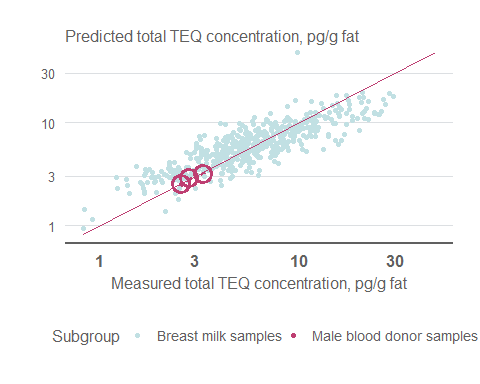 Predicted total TEQ concentration, pg/g fat
30
10
3
1
1 3 10 30
Measured total TEQ concentration, pg/g fat
Subgroup Breast milk samples Male blood donor samples